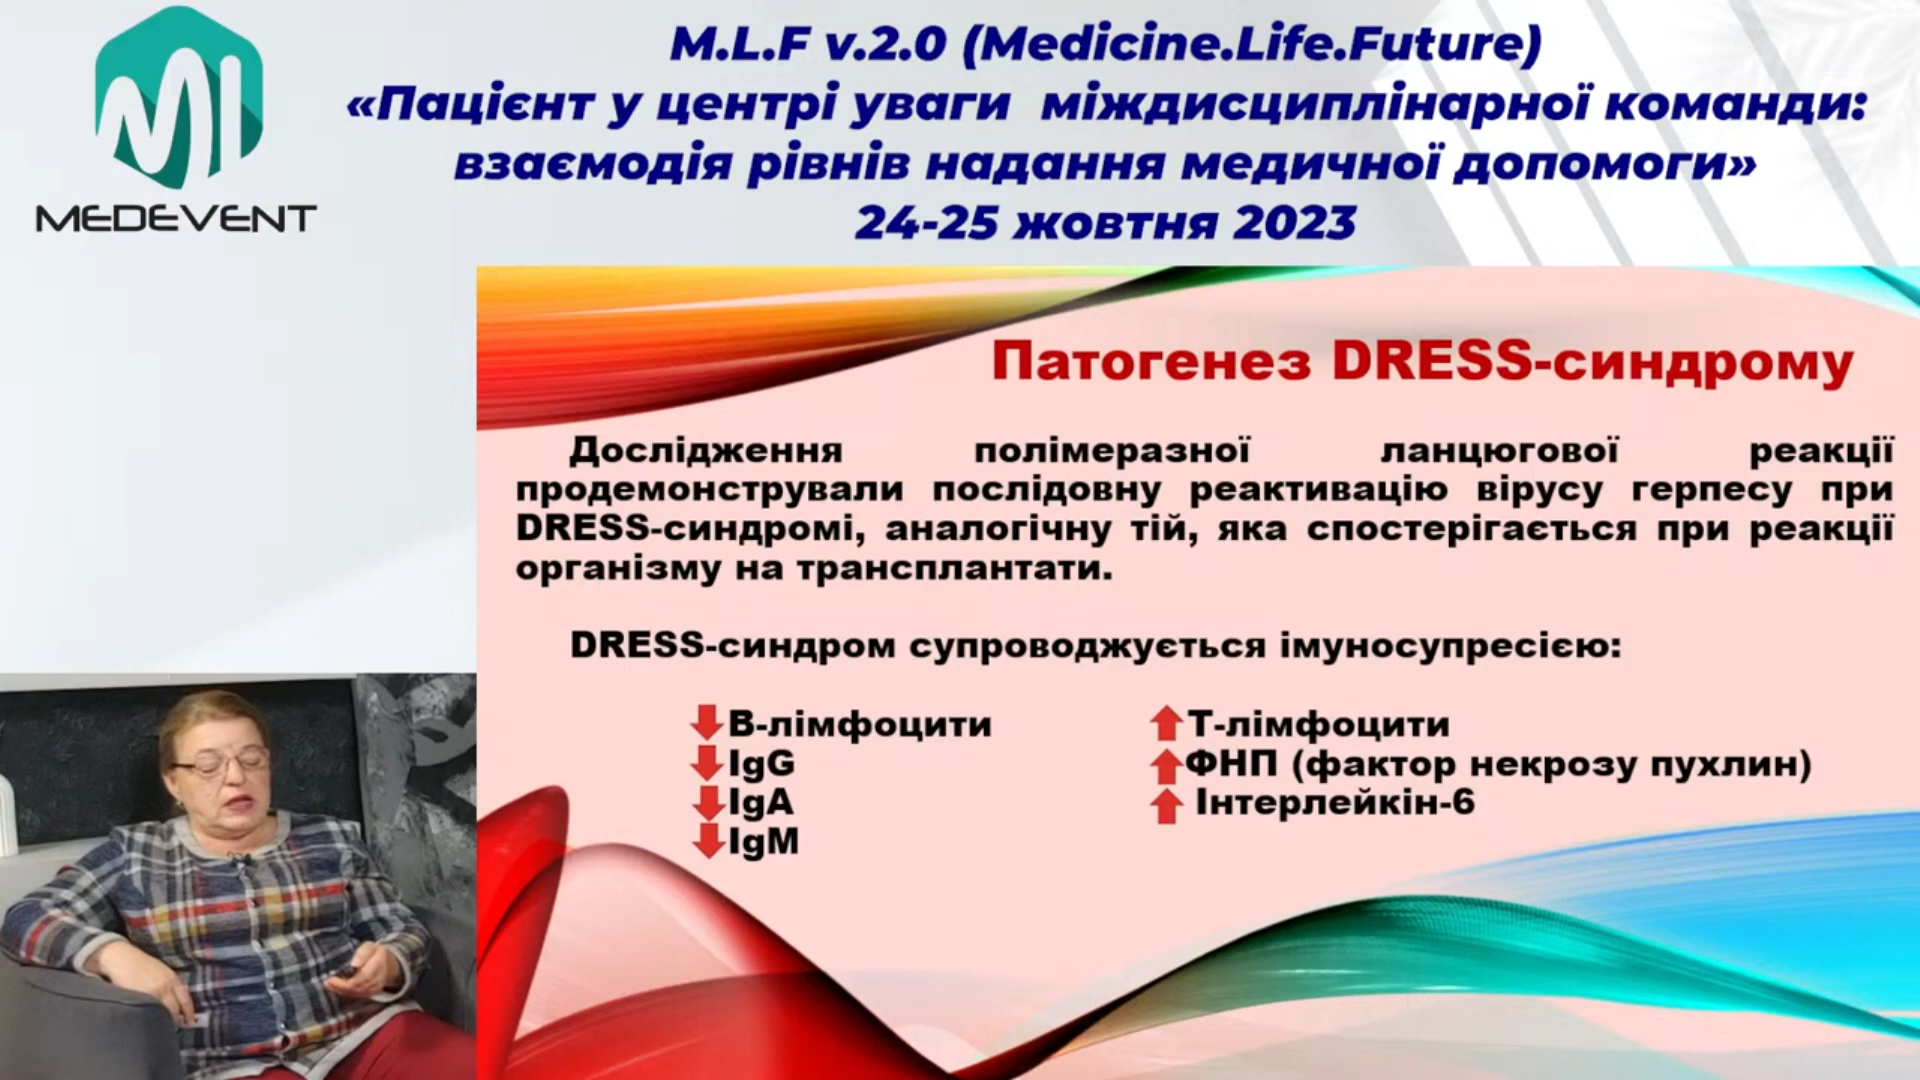 MEDEVENT
M.L.F v.2.0 (Medicine.Life.Future)
«Пацієнт у центрі уваги міждисциплінарної команди:
взаємодія рівнів надання медичної допомоги»
24-25 жовтня 2023
Патогенез DRESS-синдрому
Дослідження полімеразної ланцюгової реакції
продемонстрували послідовну реактивацію вірусу герпесу при
DRESS-синдромі, аналогічну тій, яка спостерігається при реакції
організму на трансплантати.
DRESS-синдром супроводжується імуносупресією:
В-лімфоцити
IgG
IgA
IgM
Т-лімфоцити
ФНП (фактор некрозу пухлин)
Інтерлейкін-6